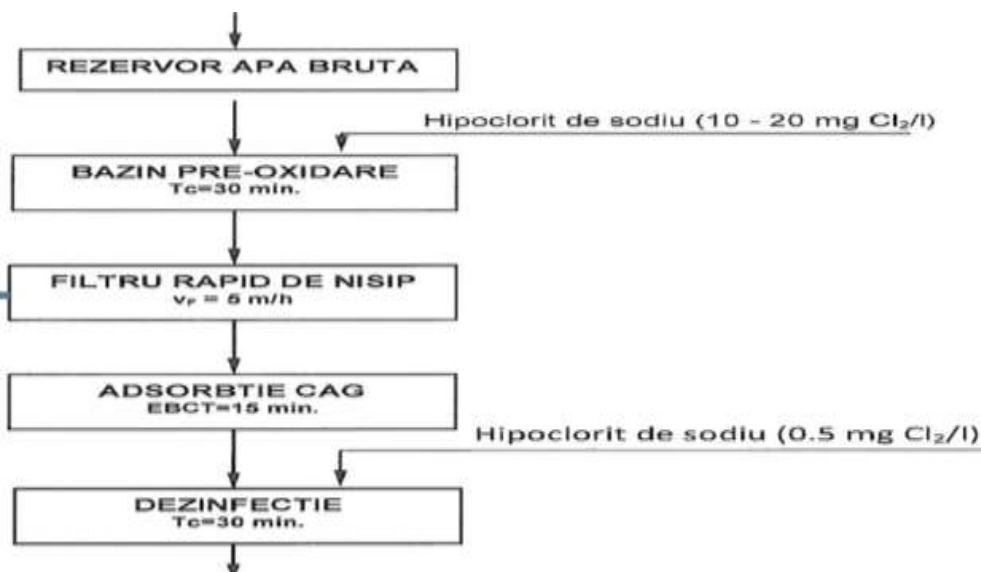 REZERVOR APA BRUTA
Hipoclorit de sodiu (10 - 20 mg Cl₂/l)
BAZIN PRE-OXIDARE
Tc=30 min.
FILTRU RAPID DE NISIP
v_F = 5 m/h
ADSORBTIE CAG
EBCT=15 min.
Hipoclorit de sodiu (0.5 mg Cl₂/l)
DEZINFECTIE
Tc=30 min.